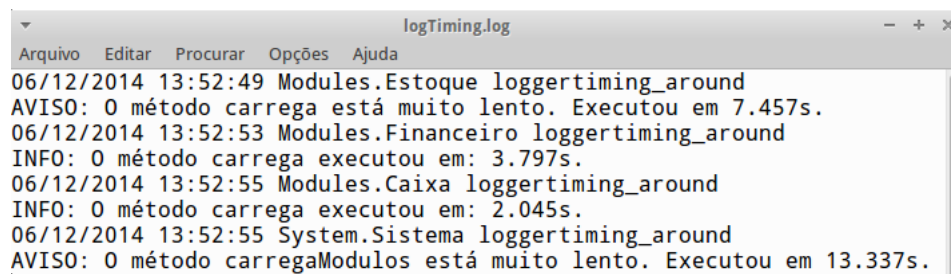 logTiming.log
Arquivo Editar Procurar Opções Ajuda
06/12/2014 13:52:49 Modules.Estoque loggertiming_around
AVISO: O método carrega está muito lento. Executou em 7.457s.
06/12/2014 13:52:53 Modules.Financeiro loggertiming_around
INFO: O método carrega executou em: 3.797s.
06/12/2014 13:52:55 Modules.Caixa loggertiming_around
INFO: O método carrega executou em: 2.045s.
06/12/2014 13:52:55 System.Sistema loggertiming_around
AVISO: O método carregaModulos está muito lento. Executou em 13.337s.